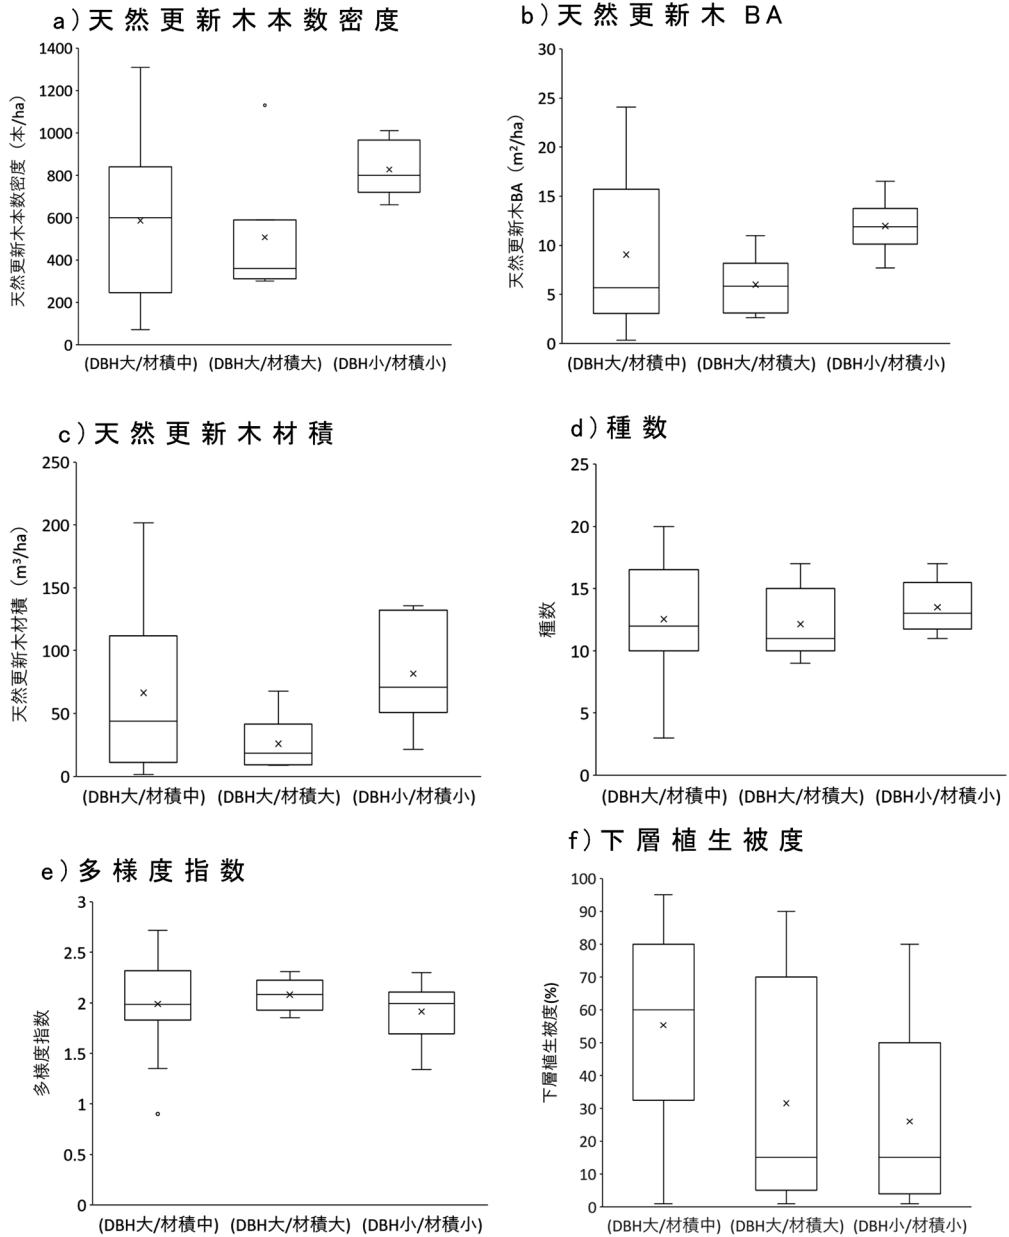 a)天然更新木本数密度
天然更新木本数密度（本/ha）
1400
1200
1000
800
600
400
200
0
(DBH大/材積中) (DBH大/材積大) (DBH小/材積小)
b)天然更新木 BA
天然更新木BA（m²/ha）
30
25
20
15
10
5
0
(DBH大/材積中) (DBH大/材積大) (DBH小/材積小)
c)天然更新木材積
天然更新木材積（m³/ha）
250
200
150
100
50
0
(DBH大/材積中) (DBH大/材積大) (DBH小/材積小)
d)種数
種数
25
20
15
10
5
0
(DBH大/材積中) (DBH大/材積大) (DBH小/材積小)
e)多様度指数
多様度指数
3
2.5
2
1.5
1
0.5
0
(DBH大/材積中) (DBH大/材積大) (DBH小/材積小)
f)下層植生被度
下層植生被度(%)
100
90
80
70
60
50
40
30
20
10
0
(DBH大/材積中) (DBH大/材積大) (DBH小/材積小)